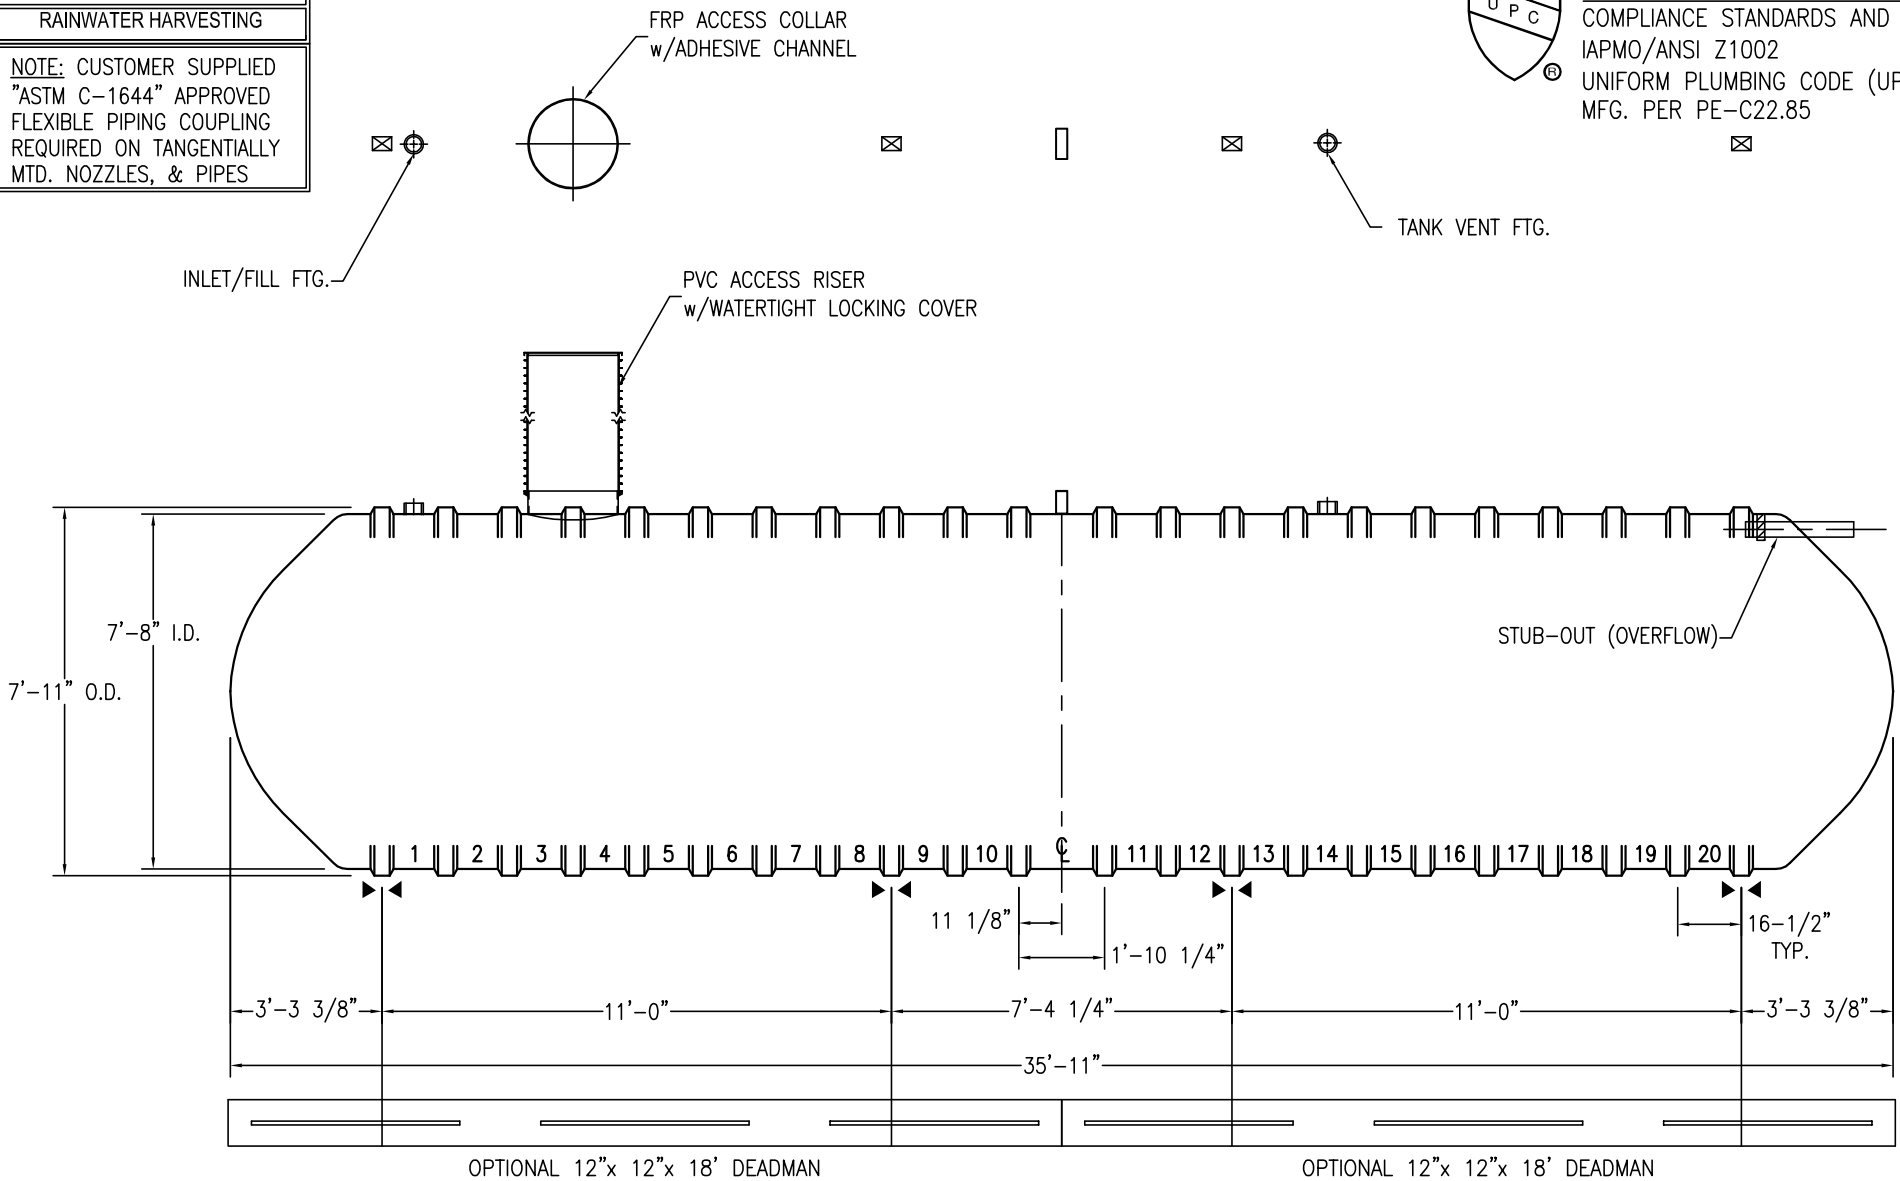 RAINWATER HARVESTING
NOTE: CUSTOMER SUPPLIED
"ASTM C-1644" APPROVED
FLEXIBLE PIPING COUPLING
REQUIRED ON TANGENTIALLY
MTD. NOZZLES, & PIPES
FRP ACCESS COLLAR
w/ADHESIVE CHANNEL
U P C
®
COMPLIANCE STANDARDS AND
IAPMO/ANSI Z1002
UNIFORM PLUMBING CODE (UP
MFG. PER PE-C22.85
TANK VENT FTG.
INLET/FILL FTG.
PVC ACCESS RISER
w/WATERTIGHT LOCKING COVER
7'-8" I.D.
STUB-OUT (OVERFLOW)
7'-11" O.D.
1 2 3 4 5 6 7 8 9 10 ℄ 11 12 13 14 15 16 17 18 19 20
11 1/8"
16-1/2"
TYP.
1'-10 1/4"
3'-3 3/8" 11'-0" 7'-4 1/4" 11'-0" 3'-3 3/8"
35'-11"
OPTIONAL 12"x 12"x 18' DEADMAN
OPTIONAL 12"x 12"x 18' DEADMAN